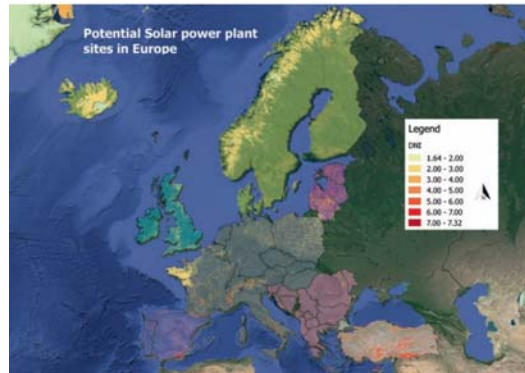 Potential Solar power plant
sites in Europe
Legend
DNI
1.64 - 2.00
2.00 - 3.00
3.00 - 4.00
4.00 - 5.00
5.00 - 6.00
6.00 - 7.00
7.00 - 7.32